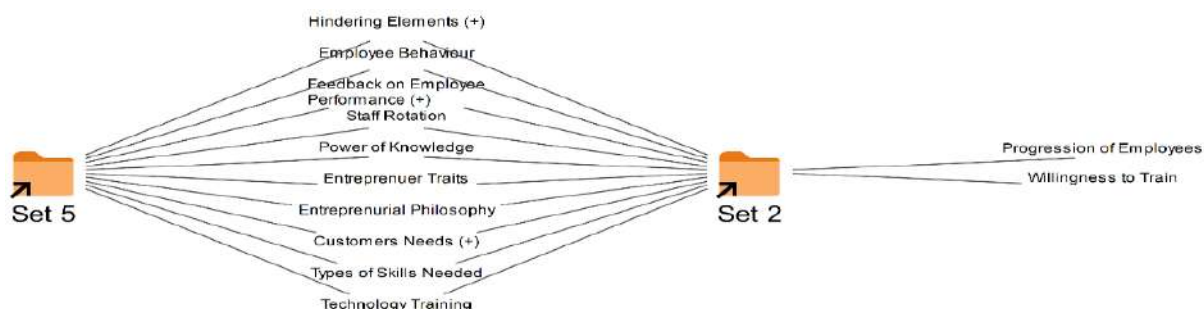 Hindering Elements (+)
Employee Behaviour
Feedback on Employee
Performance (+)
Staff Rotation
Power of Knowledge
Entreprenuer Traits
Entreprenurial Philosophy
Customers Needs (+)
Types of Skills Needed
Technology Training
Set 5
Set 2
Progression of Employees
Willingness to Train